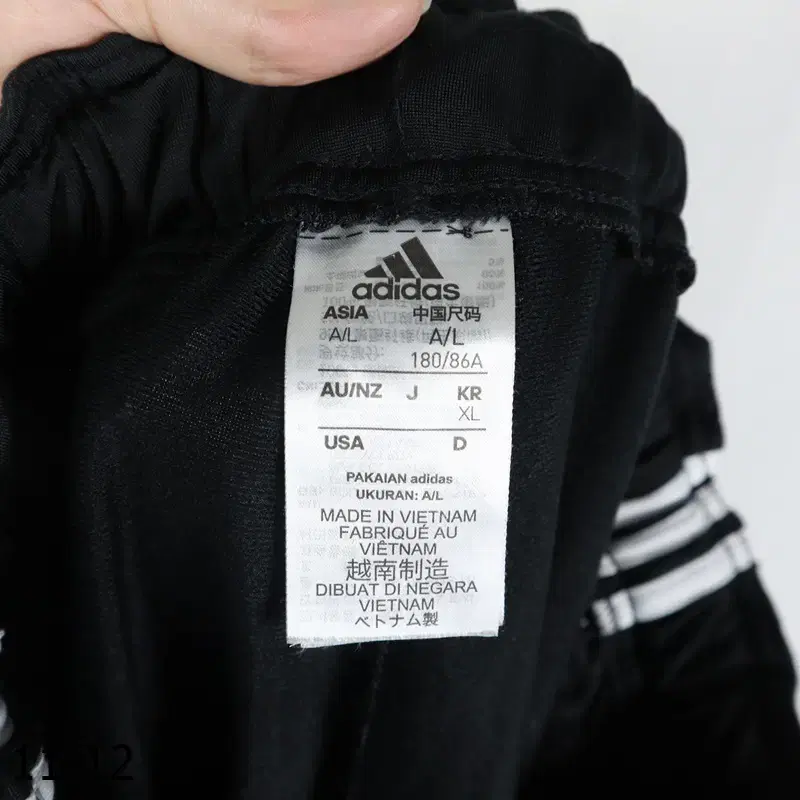 adidas
ASIA 中国尺码
A/L A/L
180/86A
AU/NZ J KR
XL
USA D
PAKAIAN adidas
UKURAN: A/L
MADE IN VIETNAM
FABRIQUÉ AU
VIÊTNAM
越南制造
DIBUAT DI NEGARA
VIETNAM
ベトナム製